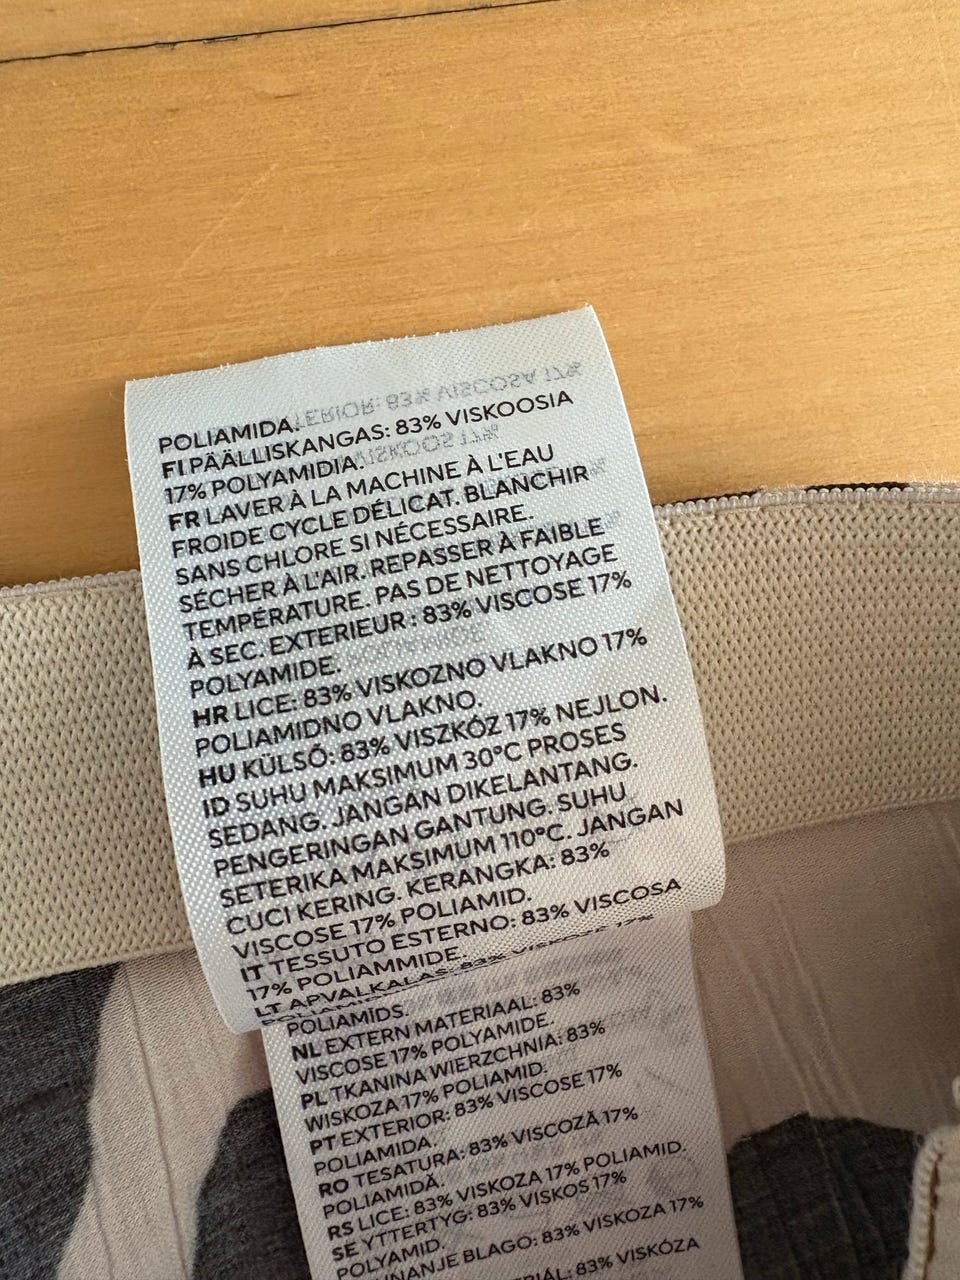 POLIAMIDA.
FI PÄÄLLISKANGAS: 83% VISKOOSIA
17% POLYAMIDIA.
FR LAVER À LA MACHINE À L'EAU
FROIDE CYCLE DÉLICAT. BLANCHIR
SANS CHLORE SI NÉCESSAIRE.
SÉCHER À L'AIR. REPASSER À FAIBLE
TEMPÉRATURE. PAS DE NETTOYAGE
À SEC. EXTERIEUR : 83% VISCOSE 17%
POLYAMIDE.
HR LICE: 83% VISKOZNO VLAKNO 17%
POLIAMIDNO VLAKNO.
HU KÜLSŐ: 83% VISZKÓZ 17% NEJLON.
ID SUHU MAKSIMUM 30°C PROSES
SEDANG. JANGAN DIKELANTANG.
PENGERINGAN GANTUNG. SUHU
SETERIKA MAKSIMUM 110°C. JANGAN
CUCI KERING. KERANGKA: 83%
VISCOSE 17% POLIAMID.
IT TESSUTO ESTERNO: 83% VISCOSA
17% POLIAMMIDE.
LT APVALKALAS: 83% VISKOZĖ 17%
POLIAMĪDS.
NL EXTERN MATERIAAL: 83%
VISCOSE 17% POLYAMIDE.
PL TKANINA WIERZCHNIA: 83%
WISKOZA 17% POLIAMID.
PT EXTERIOR: 83% VISCOSE 17%
POLIAMIDA.
RO TESATURA: 83% VISCOZĂ 17%
POLIAMIDĂ.
RS LICE: 83% VISKOZA 17% POLIAMID.
SE YTTERTYG: 83% VISKOS 17%
POLYAMID.
BLAGO: 83% VISKOZA 17%
83% VISKÓZA